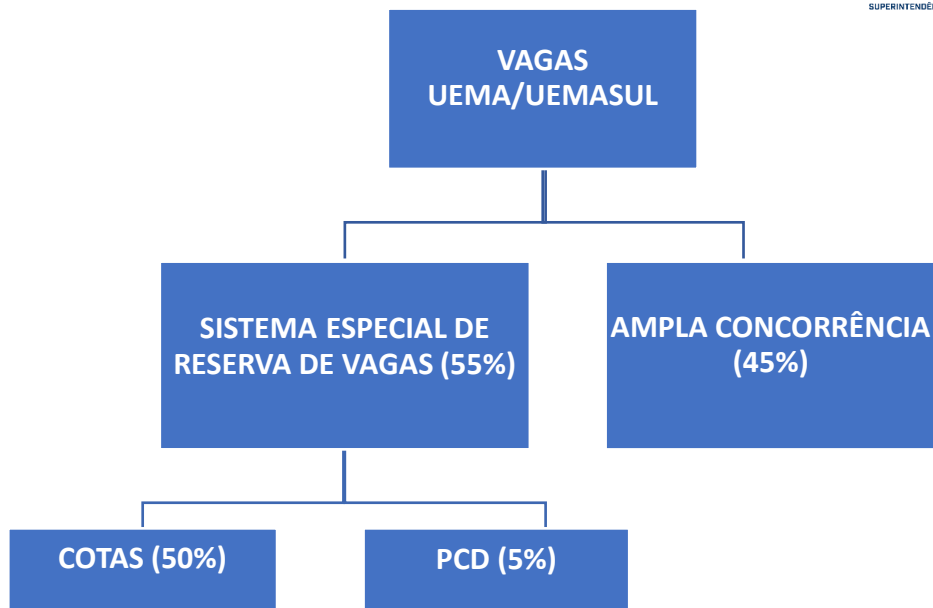 VAGAS
UEMA/UEMASUL
SISTEMA ESPECIAL DE
RESERVA DE VAGAS (55%)
AMPLA CONCORRÊNCIA
(45%)
COTAS (50%)
PCD (5%)